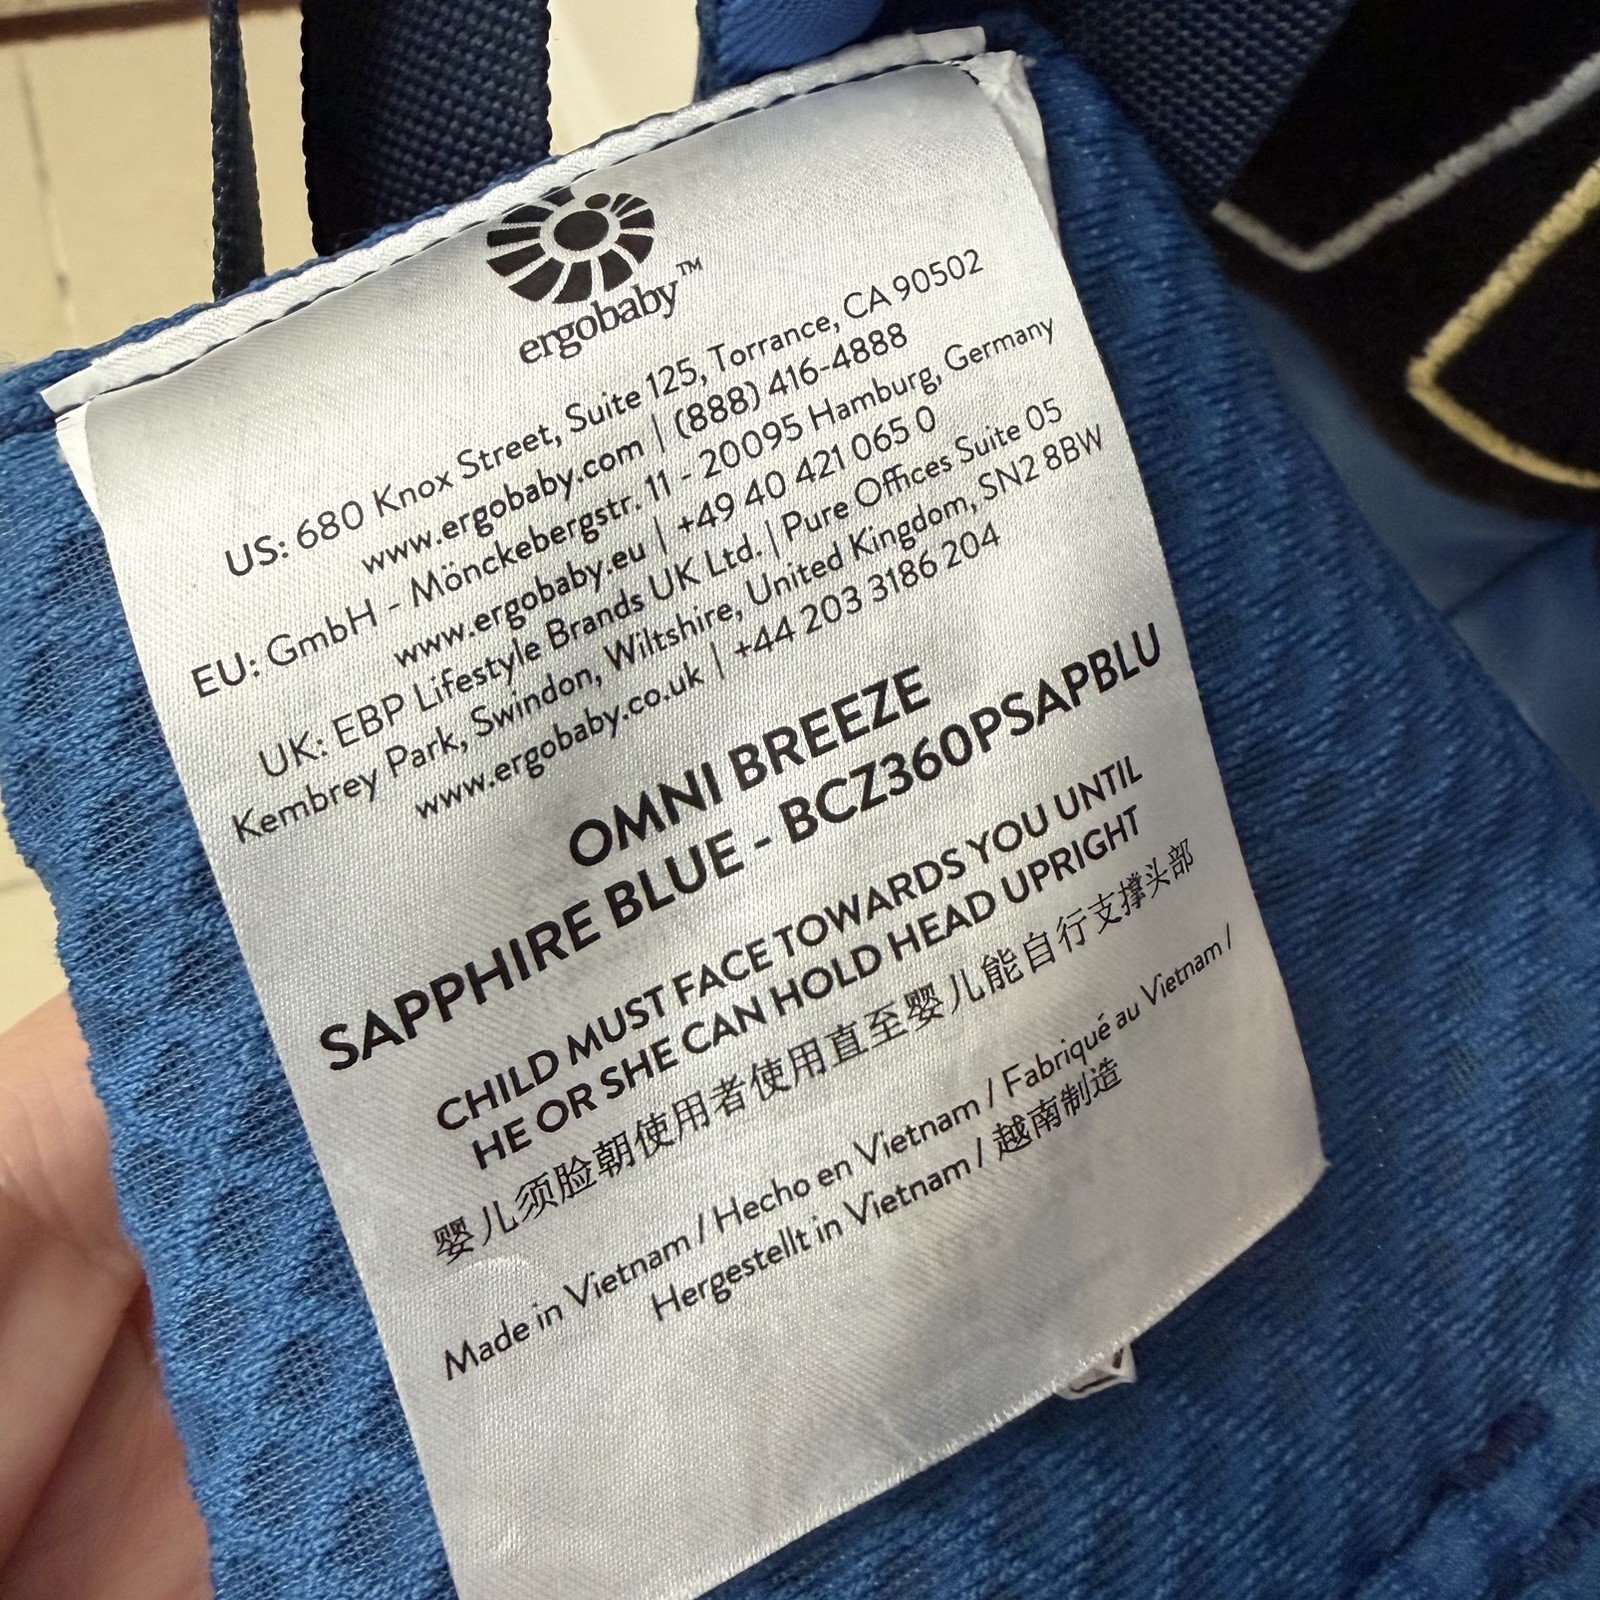 ergobaby™
US: 680 Knox Street, Suite 125, Torrance, CA 90502
www.ergobaby.com | (888) 416-4888
EU: GmbH - Mönckebergstr. 11 - 20095 Hamburg, Germany
www.ergobaby.eu | +49 40 421 065 0
UK: EBP Lifestyle Brands UK Ltd. | Pure Offices Suite 05
Kembrey Park, Swindon, Wiltshire, United Kingdom, SN2 8BW
www.ergobaby.co.uk | +44 203 3186 204
OMNI BREEZE
SAPPHIRE BLUE - BCZ360PSAPBLU
CHILD MUST FACE TOWARDS YOU UNTIL
HE OR SHE CAN HOLD HEAD UPRIGHT
婴儿须脸朝使用者使用直至婴儿能自行支撑头部
Made in Vietnam / Hecho en Vietnam / Fabriqué au Vietnam /
Hergestellt in Vietnam / 越南制造